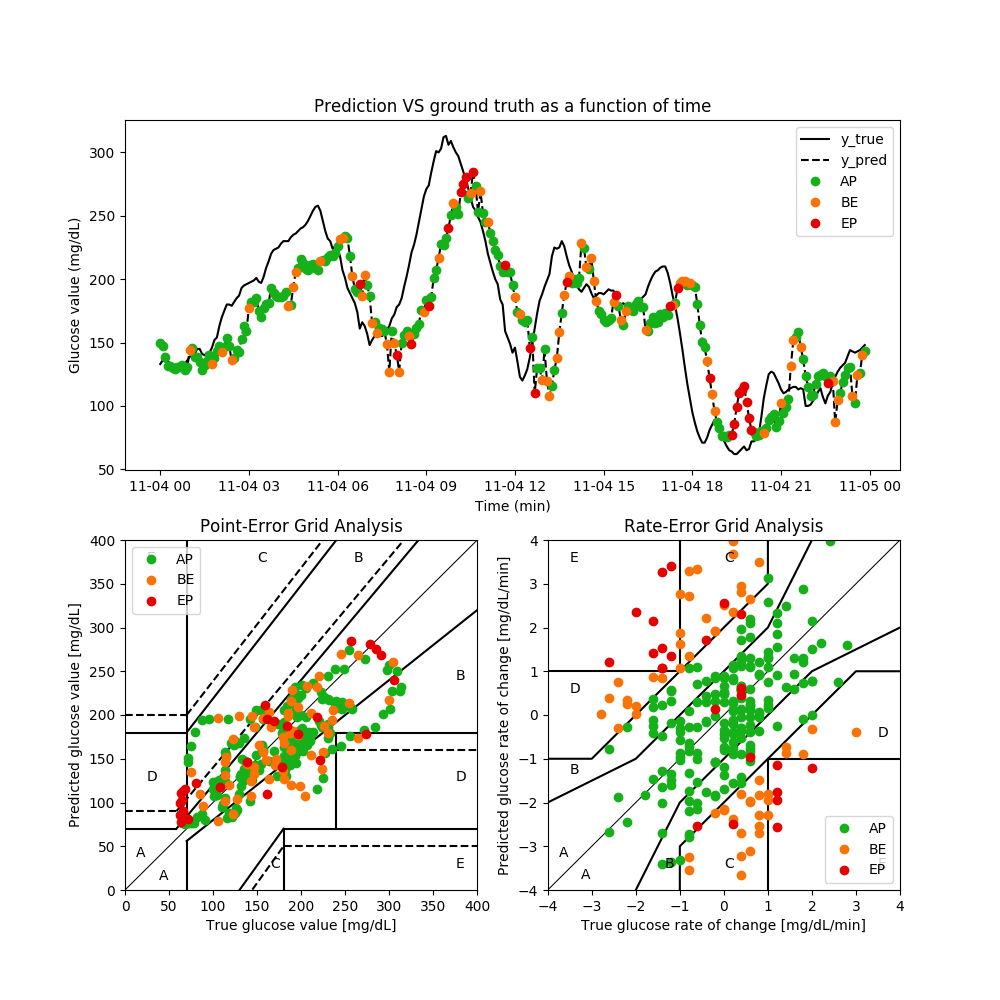 Prediction VS ground truth as a function of time
Glucose value (mg/dL)
300
250
200
150
100
50
y_true
y_pred
AP
BE
EP
11-04 00 11-04 03 11-04 06 11-04 09 11-04 12 11-04 15 11-04 18 11-04 21 11-05 00
Time (min)
Point-Error Grid Analysis
Predicted glucose value [mg/dL]
400
350
300
250
200
150
100
50
0
AP
BE
EP
C B
B
D D
A
A
C E
0 50 100 150 200 250 300 350 400
True glucose value [mg/dL]
Rate-Error Grid Analysis
Predicted glucose rate of change [mg/dL/min]
4
3
2
1
0
−1
−2
−3
−4
E C
D
D
B
A
A
B C
AP
BE
EP
−4 −3 −2 −1 0 1 2 3 4
True glucose rate of change [mg/dL/min]